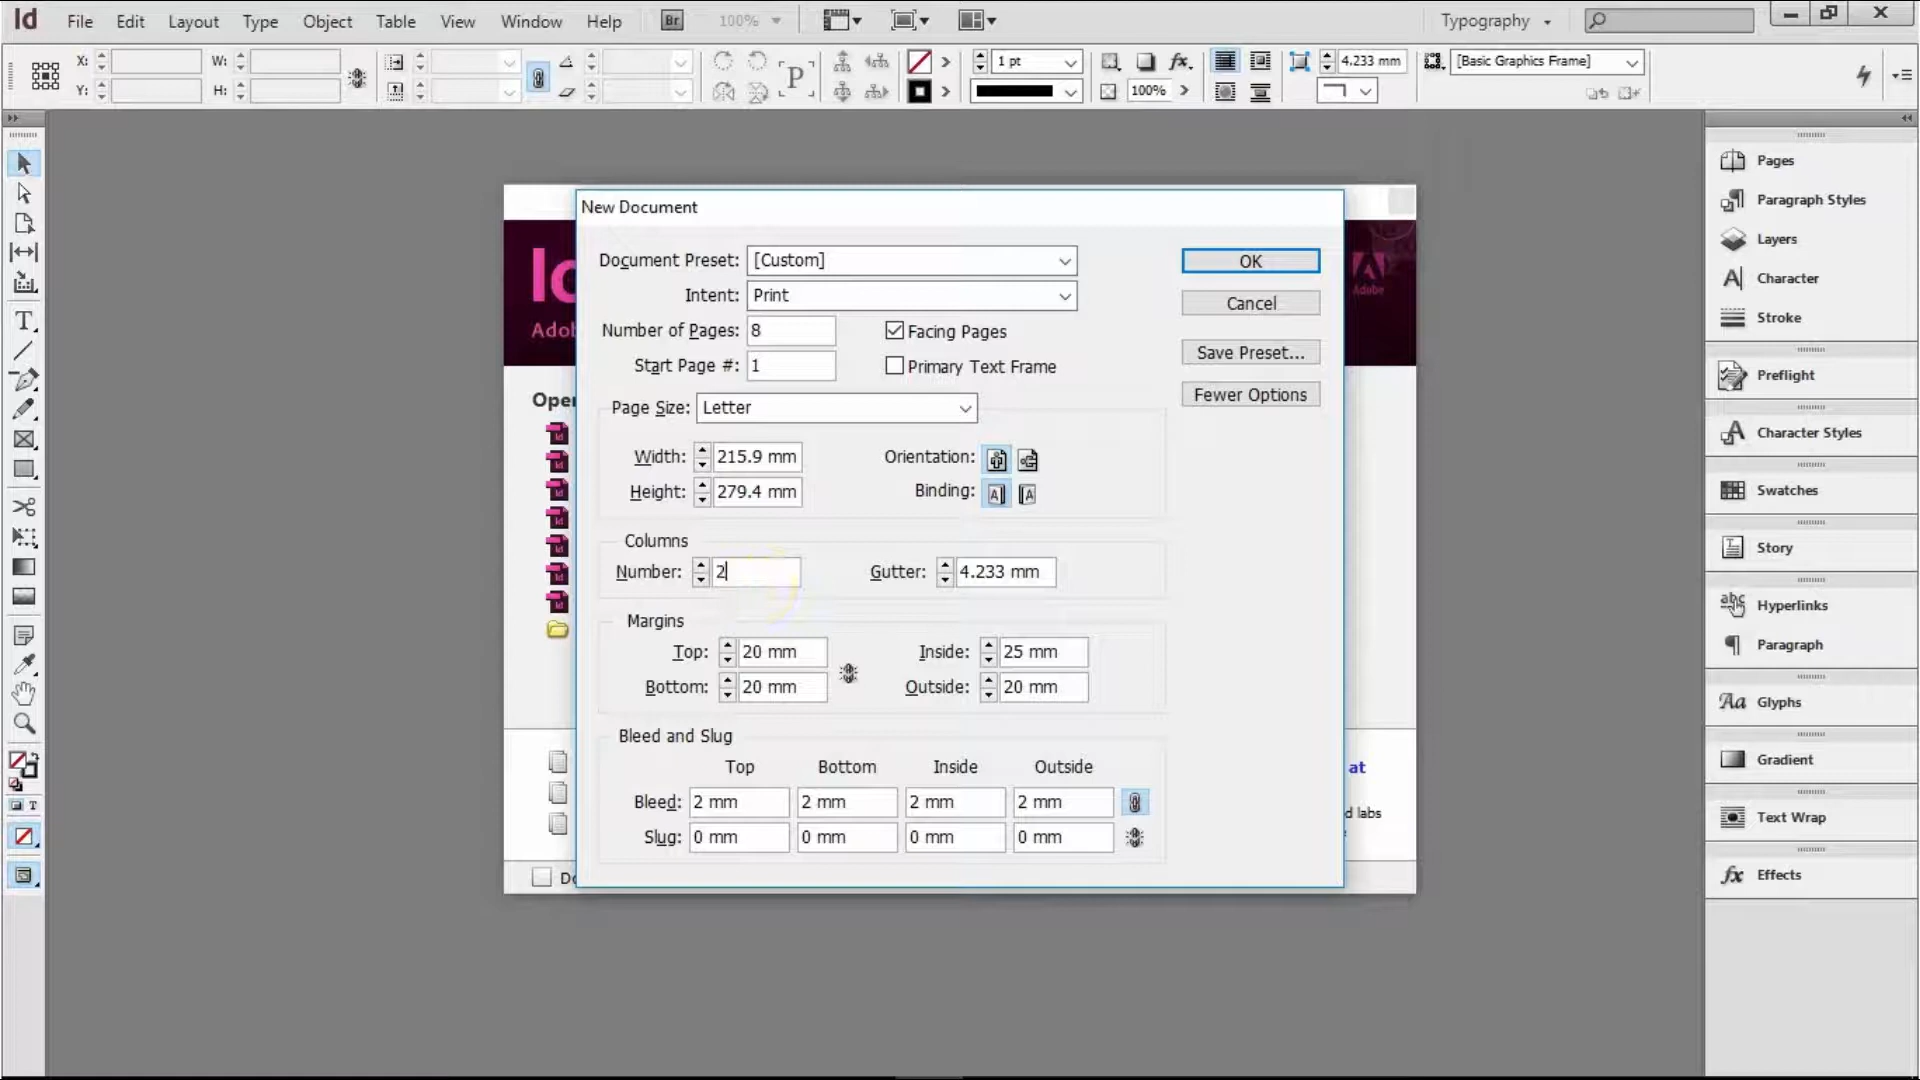 Id File Edit Layout Type Object Table View Window Help Br 100% Typography
X: W: 1 pt 4.233 mm [Basic Graphics Frame]
Y: H: P 100%
New Document
Document Preset: [Custom] OK
Intent: Print Cancel
Number of Pages: 8 Facing Pages
Start Page #: 1 Primary Text Frame Save Preset...
Page Size: Letter Fewer Options
Width: 215.9 mm Orientation:
Height: 279.4 mm Binding:
Columns
Number: 2 Gutter: 4.233 mm
Margins
Top: 20 mm Inside: 25 mm
Bottom: 20 mm Outside: 20 mm
Bleed and Slug
Top Bottom Inside Outside
Bleed: 2 mm 2 mm 2 mm 2 mm
Slug: 0 mm 0 mm 0 mm 0 mm
Adobe
at
d labs
Pages
Paragraph Styles
Layers
Character
Stroke
Preflight
Character Styles
Swatches
Story
Hyperlinks
Paragraph
Glyphs
Gradient
Text Wrap
Effects